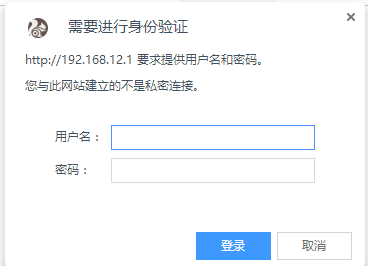 需要进行身份验证
http://192.168.12.1 要求提供用户名和密码。
您与此网站建立的不是私密连接。
用户名：
密码：
登录
取消